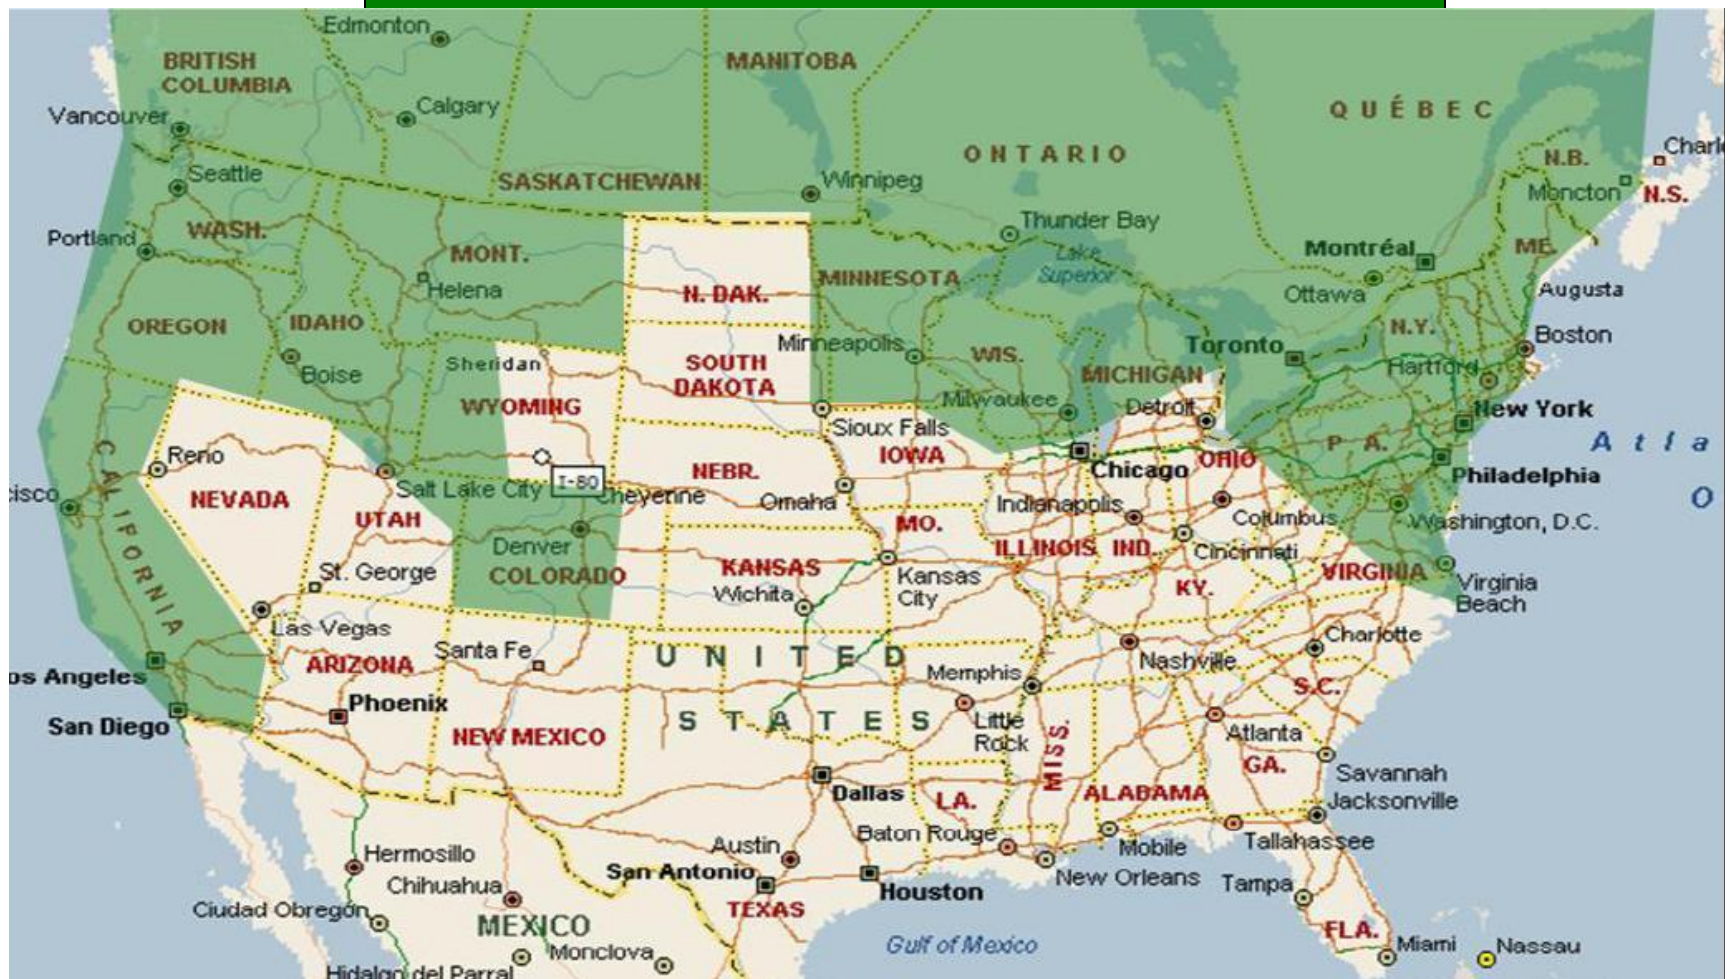 Edmonton
BRITISH
COLUMBIA
MANITOBA
Calgary
QUÉBEC
Vancouver
ONTARIO
Charl
N.B.
Seattle
SASKATCHEWAN
Winnipeg
Moncton
N.S.
Thunder Bay
WASH.
Portland
MONT.
Lake
Superior
Montréal
ME.
MINNESOTA
Helena
N. DAK.
Ottawa
Augusta
OREGON
IDAHO
N.Y.
Boston
Minneapolis
WIS.
Toronto
Sheridan
SOUTH
DAKOTA
Boise
MICHIGAN
Hartford
WYOMING
Milwaukee
Detroit
New York
Sioux Falls
CALIFORNIA
Reno
IOWA
P A.
Atla
NEBR.
Chicago
OHIO
Philadelphia
I-80
cisco
NEVADA
Salt Lake City
Cheyenne
Omaha
Indianapolis
O
UTAH
MO.
Columbus
Washington, D.C.
Denver
ILLINOIS
IND.
Cincinnati
St. George
COLORADO
KANSAS
Kansas
City
VIRGINIA
Virginia
Beach
Wichita
KY.
Las Vegas
Charlotte
Santa Fe
UNITED
ARIZONA
Nashville
os Angeles
Memphis
S.C.
Phoenix
STATES
San Diego
NEW MEXICO
Little
Rock
MISS.
Atlanta
GA.
Savannah
Dallas
LA.
ALABAMA
Jacksonville
Baton Rouge
Austin
Mobile
Tallahassee
Hermosillo
San Antonio
New Orleans
Chihuahua
Houston
Tampa
Ciudad Obregón
TEXAS
MEXICO
FLA.
Monclova
Gulf of Mexico
Miami
Nassau
Hidalgo del Parral